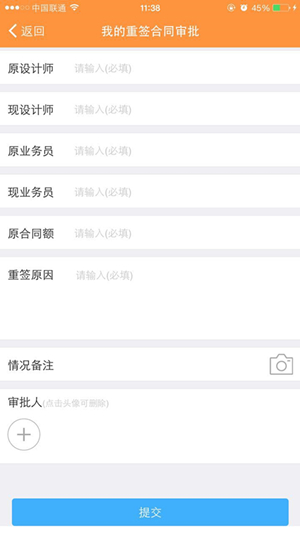 中国联通 11:38 45%
返回 我的重签合同审批
原设计师 请输入(必填)
现设计师 请输入(必填)
原业务员 请输入(必填)
现业务员 请输入(必填)
原合同额 请输入(必填)
重签原因 请输入(必填)
情况备注
审批人(点击头像可删除)
提交